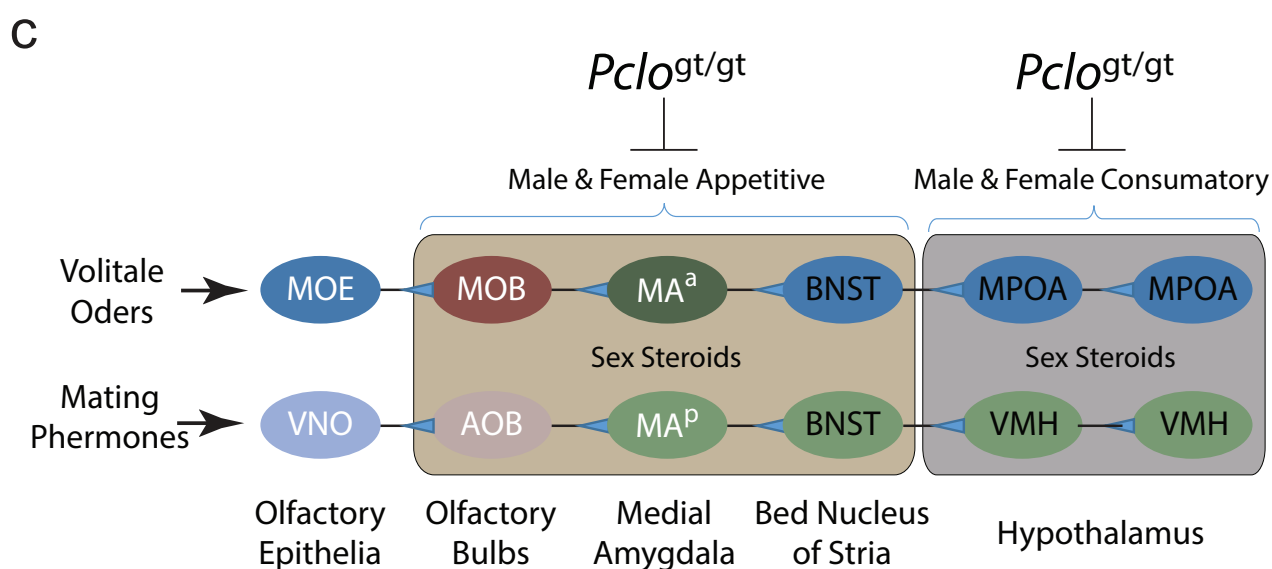 C
Pclogt/gt
Pclogt/gt
Male & Female Appetitive
Male & Female Consumatory
Volitale
Oders
MOE
MOB
MAa
BNST
MPOA
MPOA
Sex Steroids
Sex Steroids
Mating
Phermones
VNO
AOB
MAp
BNST
VMH
VMH
Olfactory
Epithelia
Olfactory
Bulbs
Medial
Amygdala
Bed Nucleus
of Stria
Hypothalamus